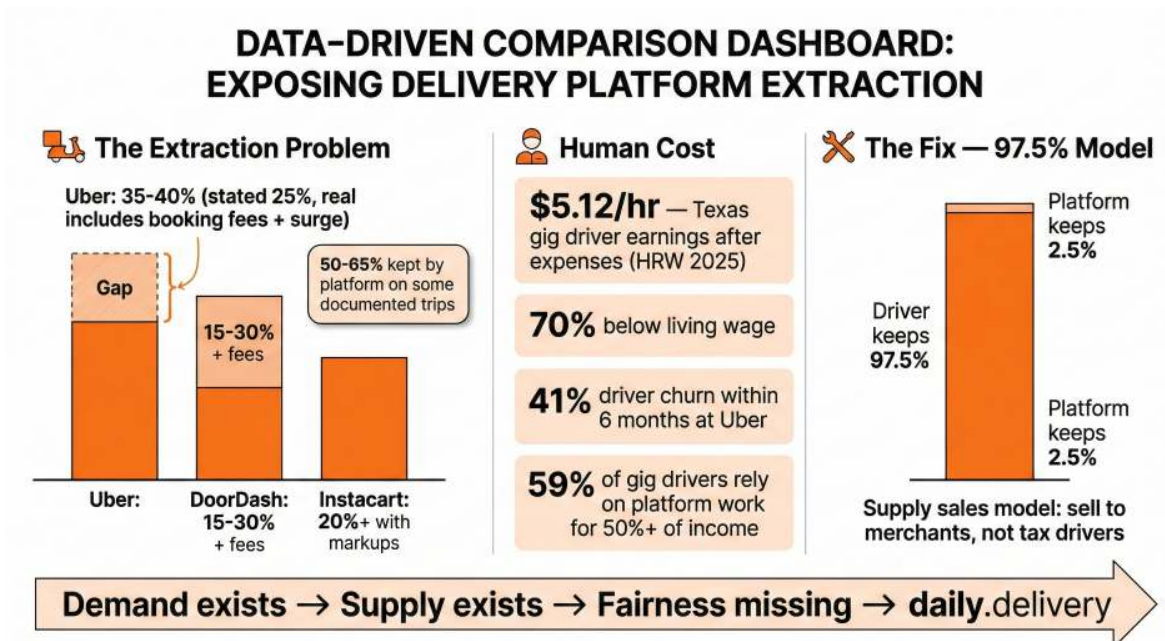 DATA-DRIVEN COMPARISON DASHBOARD:
EXPOSING DELIVERY PLATFORM EXTRACTION
The Extraction Problem
Uber: 35-40% (stated 25%, real
includes booking fees + surge)
Gap
15-30%
+ fees
50-65% kept by
platform on some
documented trips
Uber:
DoorDash:
15-30%
+ fees
Instacart:
20%+ with
markups
Human Cost
$5.12/hr — Texas
gig driver earnings after
expenses (HRW 2025)
70% below living wage
41% driver churn within
6 months at Uber
59% of gig drivers rely
on platform work
for 50%+ of income
The Fix — 97.5% Model
Platform
keeps
2.5%
Driver
keeps
97.5%
Platform
keeps
2.5%
Supply sales model: sell to
merchants, not tax drivers
Demand exists → Supply exists → Fairness missing → daily.delivery